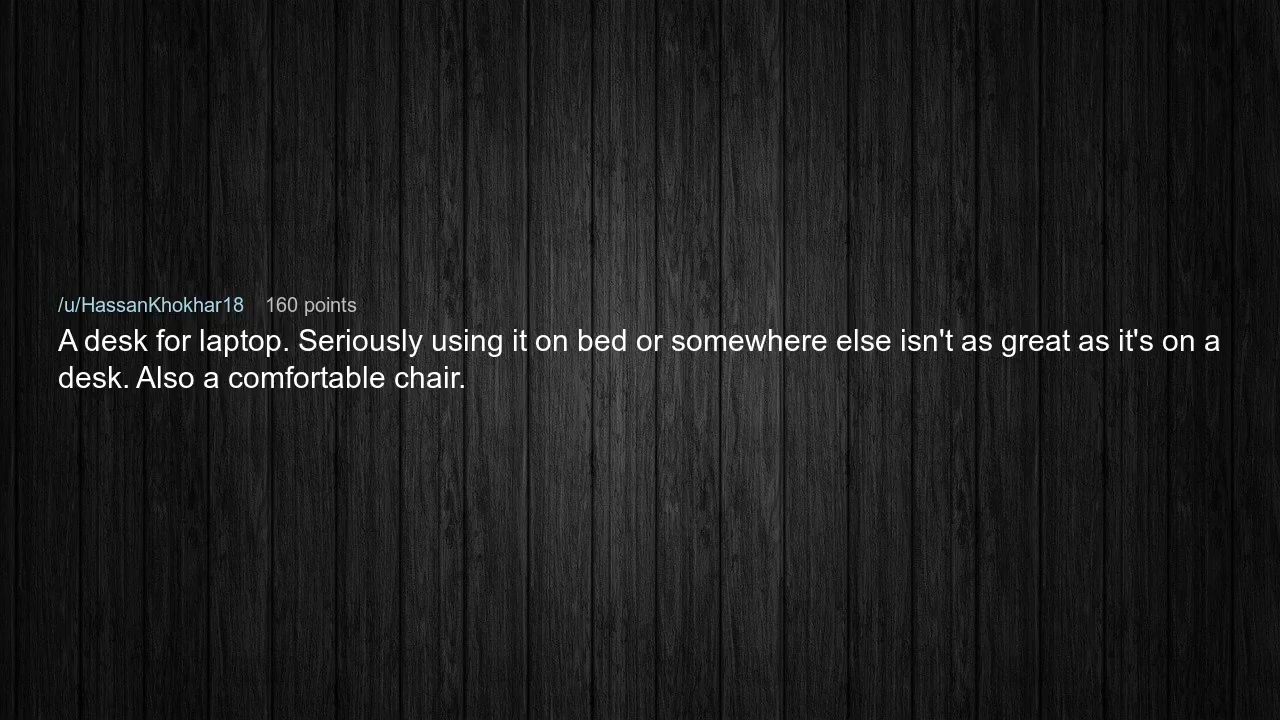 /u/HassanKhokhar18 160 points
A desk for laptop. Seriously using it on bed or somewhere else isn't as great as it's on a
desk. Also a comfortable chair.